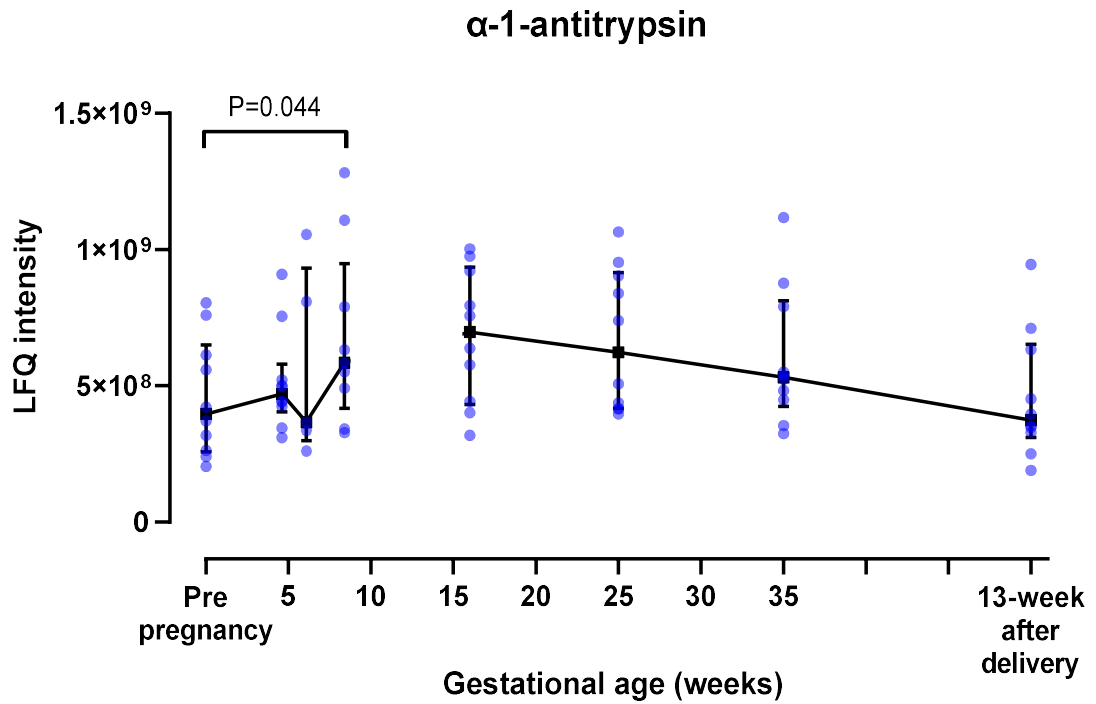 α-1-antitrypsin
P=0.044
1.5×10⁹
1×10⁹
5×10⁸
0
LFQ intensity
Pre pregnancy
5
10
15
20
25
30
35
13-week after delivery
Gestational age (weeks)